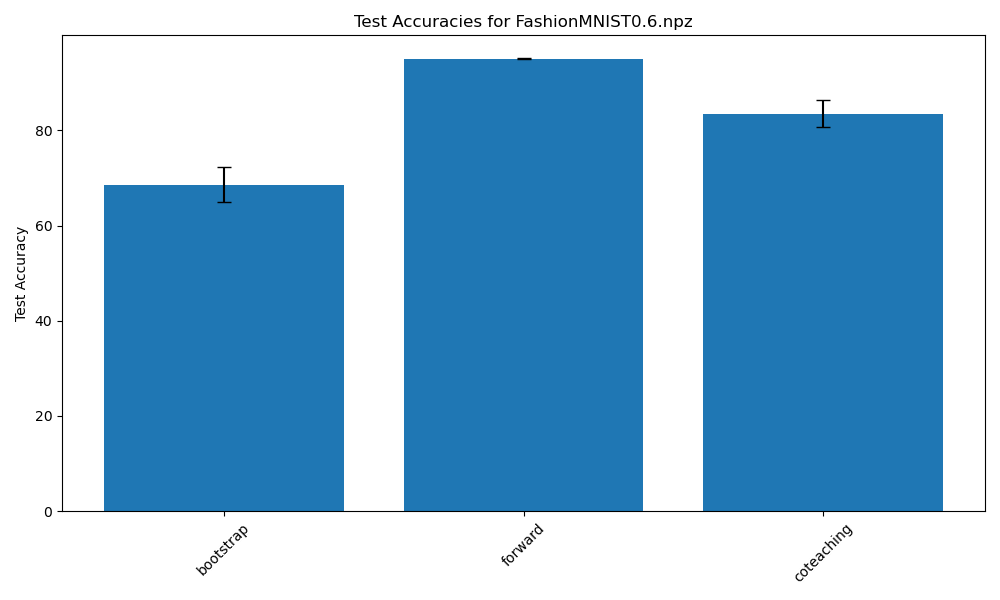 Test Accuracies for FashionMNIST0.6.npz
Test Accuracy
80
60
40
20
0
bootstrap
forward
coteaching